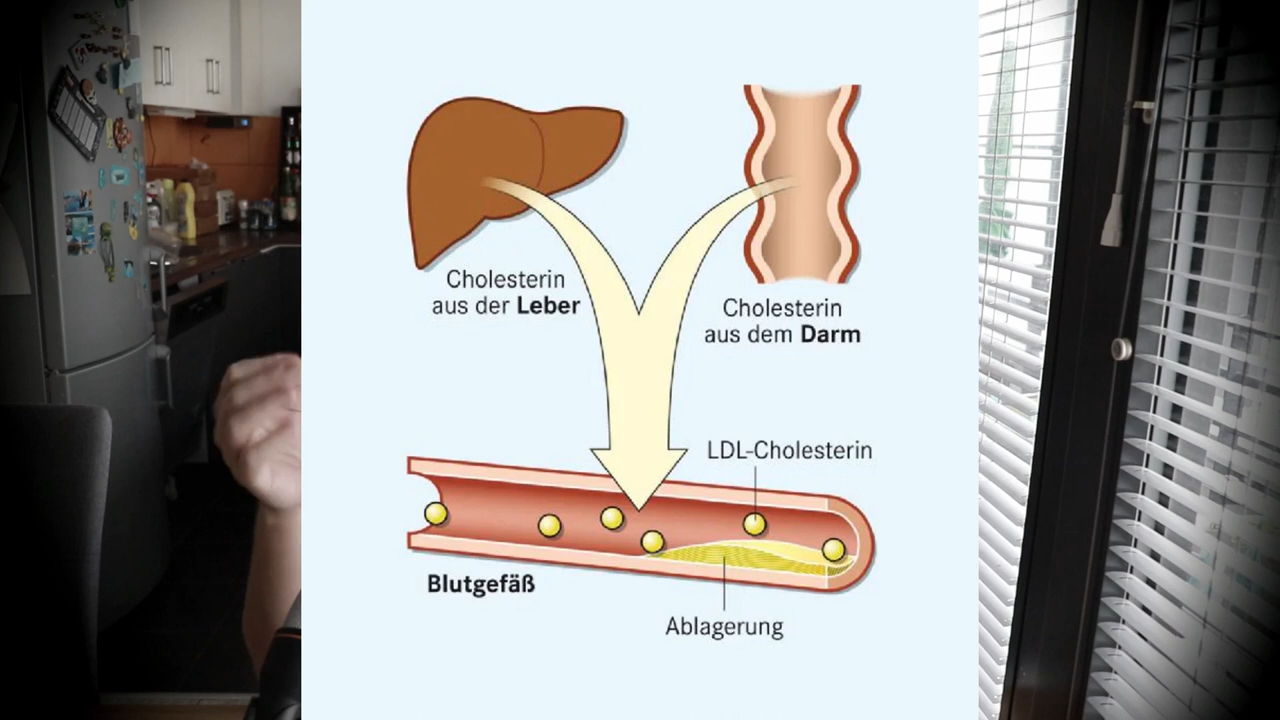 Cholesterin
aus der Leber
Cholesterin
aus dem Darm
LDL-Cholesterin
Blutgefäß
Ablagerung